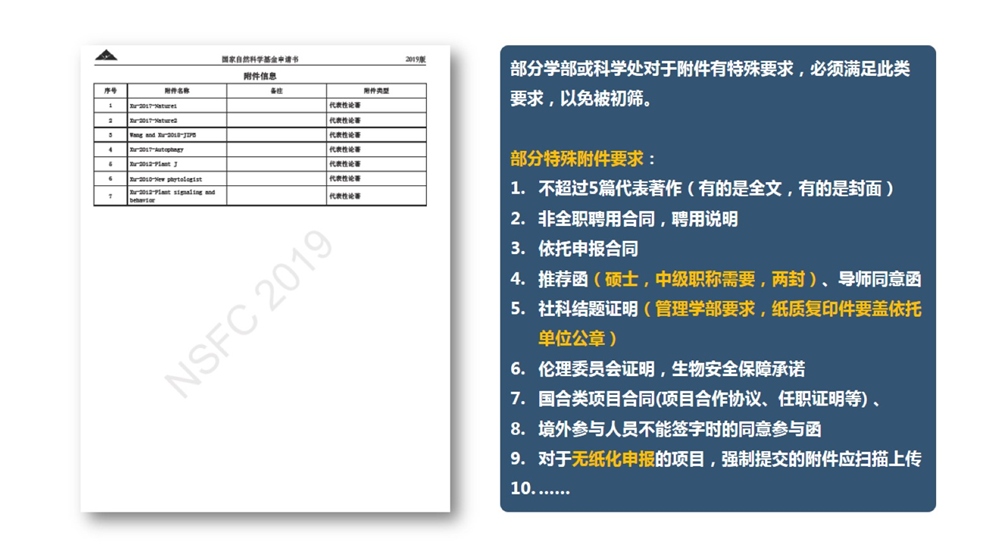 国家自然科学基金申请书 2019版
附件信息
序号 附件名称 备注 附件类型
1 Xu-2017-Nature1 代表性论著
2 Xu-2017-Nature2 代表性论著
3 Wang and Xu-2018-JIPB 代表性论著
4 Xu-2017-Autophagy 代表性论著
5 Xu-2012-Plant J 代表性论著
6 Xu-2010-New phytologist 代表性论著
7 Xu-2012-Plant signaling and
behavior 代表性论著
NSFC 2019
部分学部或科学处对于附件有特殊要求，必须满足此类
要求，以免被初筛。
部分特殊附件要求：
1. 不超过5篇代表著作（有的是全文，有的是封面）
2. 非全职聘用合同，聘用说明
3. 依托申报合同
4. 推荐函（硕士，中级职称需要，两封）、导师同意函
5. 社科结题证明（管理学部要求，纸质复印件要盖依托
单位公章）
6. 伦理委员会证明，生物安全保障承诺
7. 国合类项目合同(项目合作协议、任职证明等) 、
8. 境外参与人员不能签字时的同意参与函
9. 对于无纸化申报的项目，强制提交的附件应扫描上传
10. ......